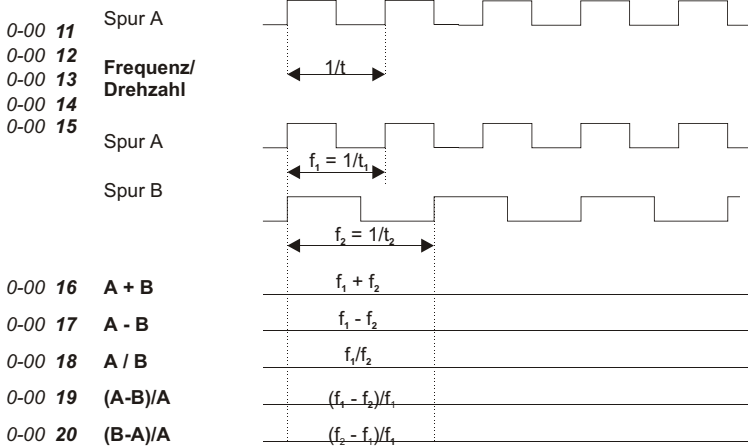 0-00 11 Spur A
0-00 12
0-00 13 Frequenz/
Drehzahl 1/t
0-00 14
0-00 15
Spur A
f₁ = 1/t₁
Spur B
f₂ = 1/t₂
0-00 16 A + B f₁ + f₂
0-00 17 A - B f₁ - f₂
0-00 18 A / B f₁/f₂
0-00 19 (A-B)/A (f₁ - f₂)/f₁
0-00 20 (B-A)/A (f₂ - f₁)/f₁